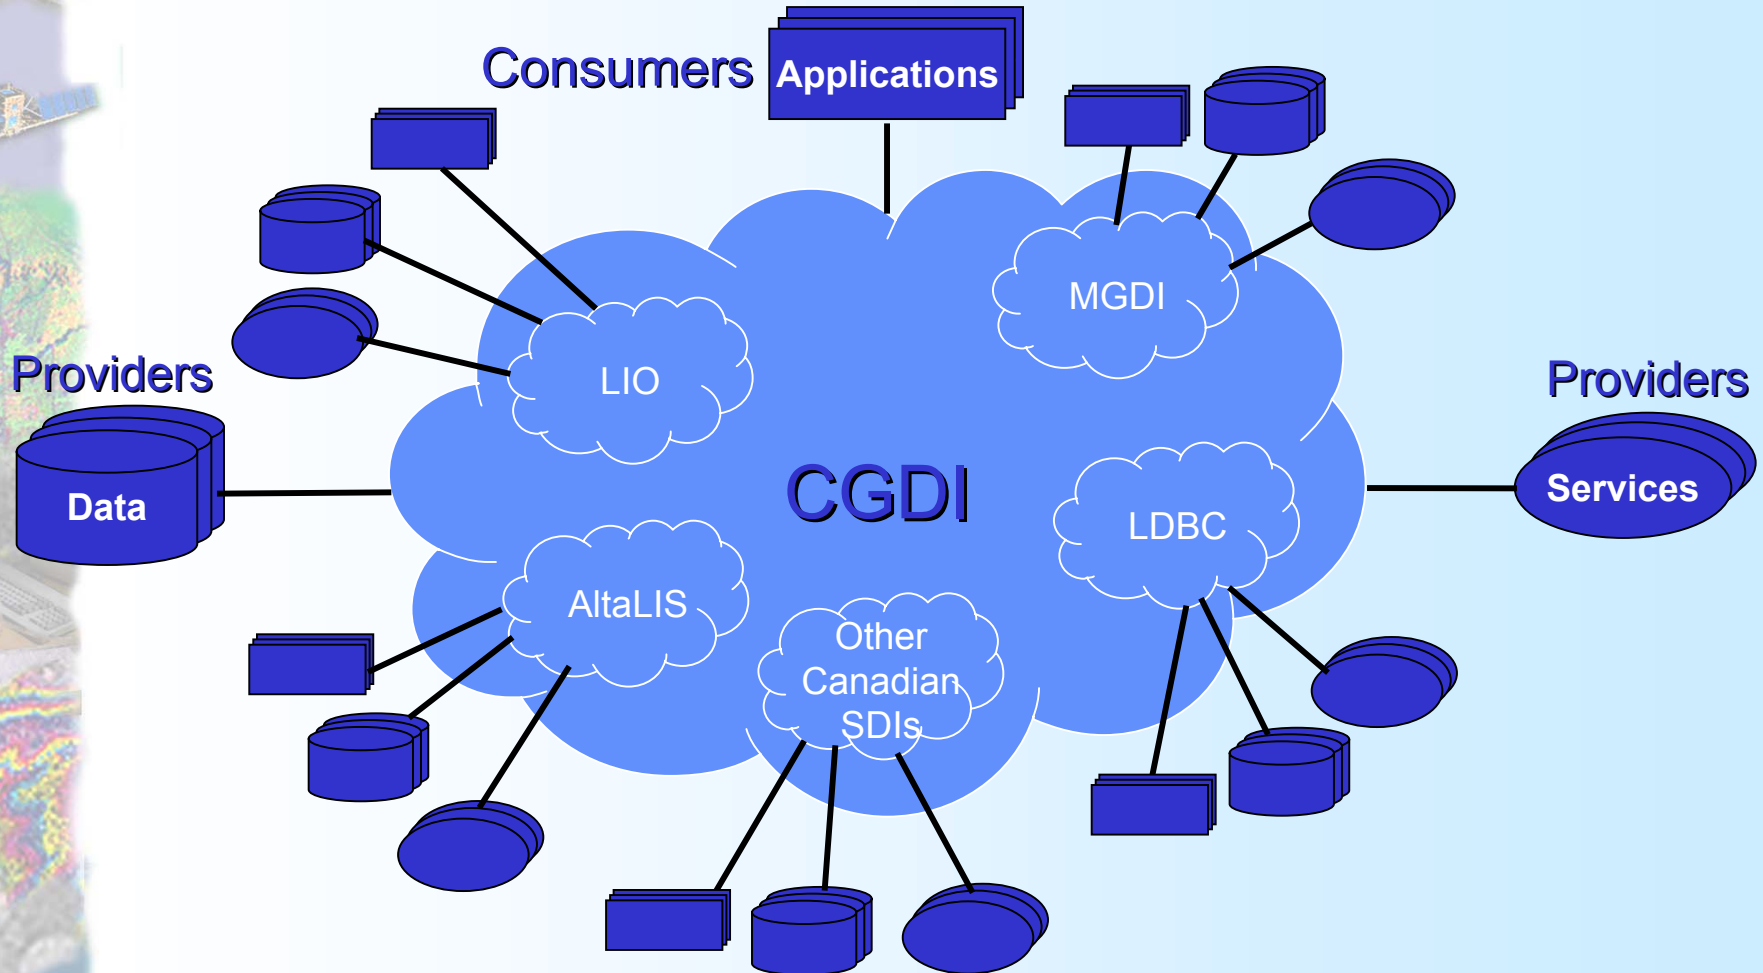 Consumers
Applications
MGDI
LIO
Providers
Providers
CGDI
Data
Services
LDBC
AltaLIS
Other
Canadian
SDIs